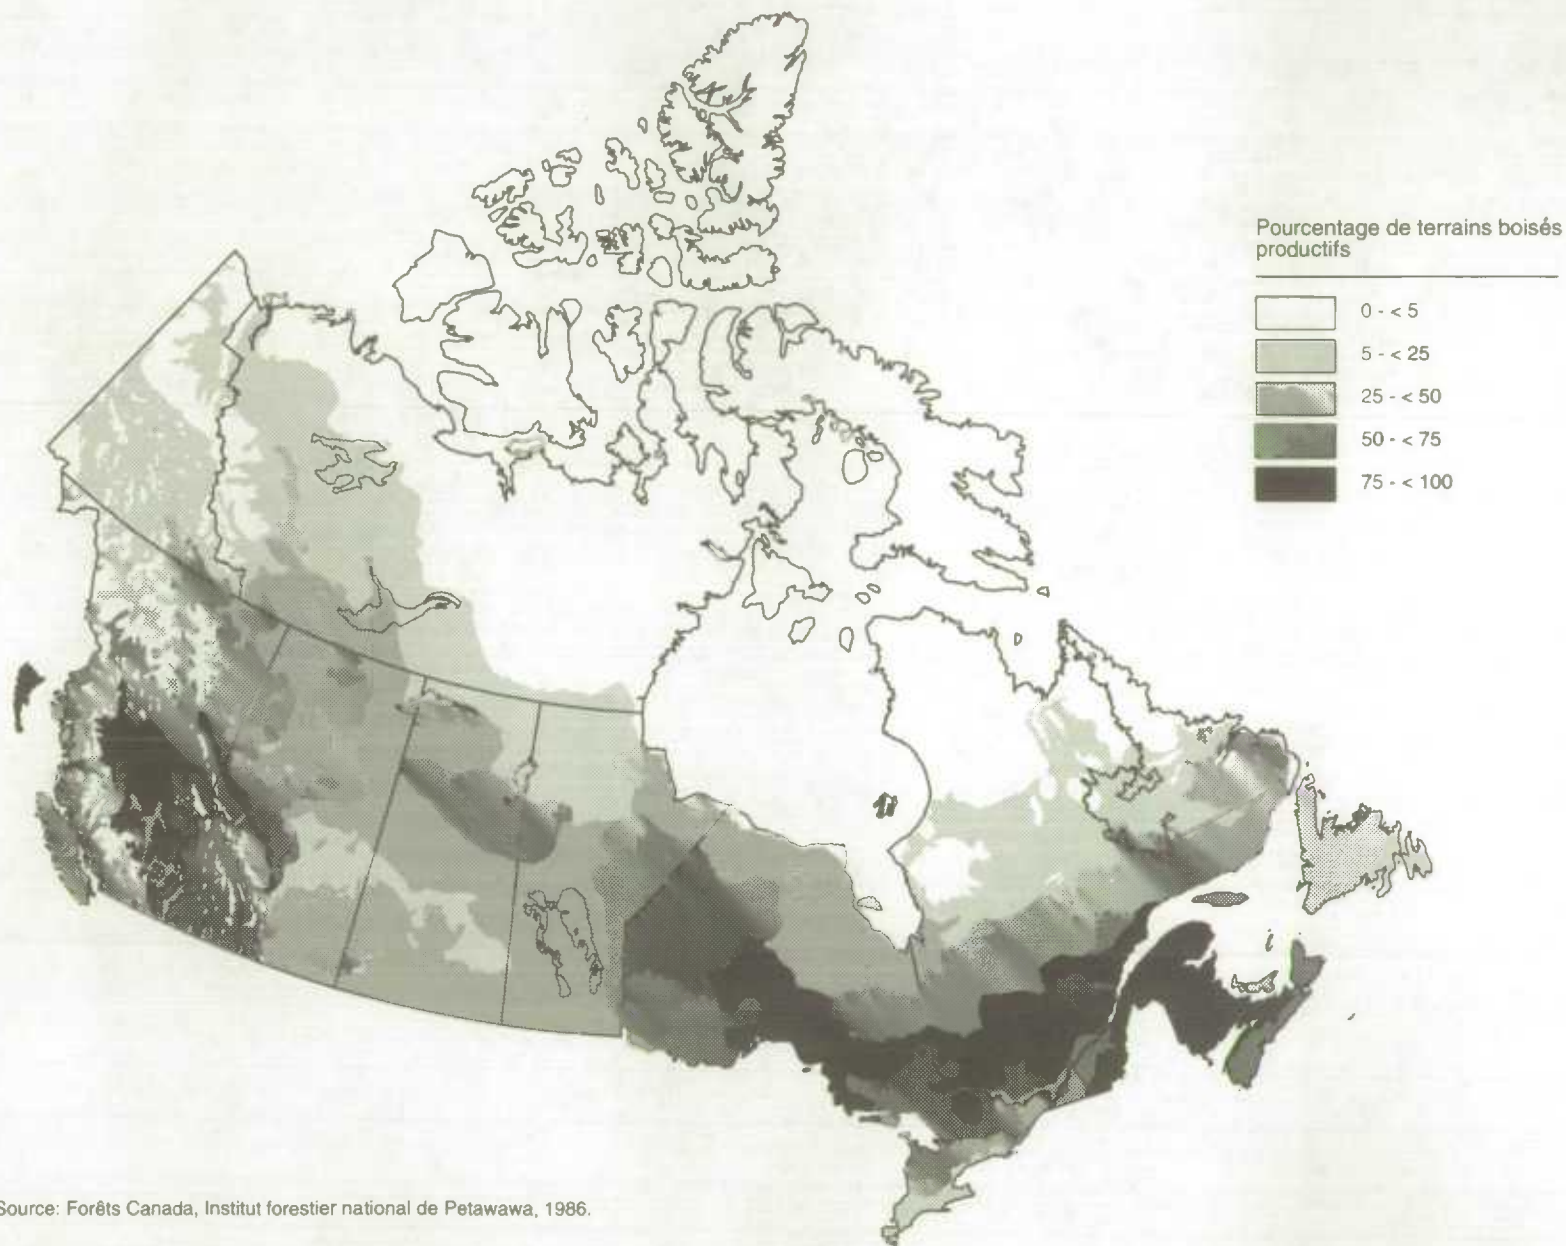 Pourcentage de terrains boisés
productifs
0 - < 5
5 - < 25
25 - < 50
50 - < 75
75 - < 100
Source: Forêts Canada, Institut forestier national de Petawawa, 1986.